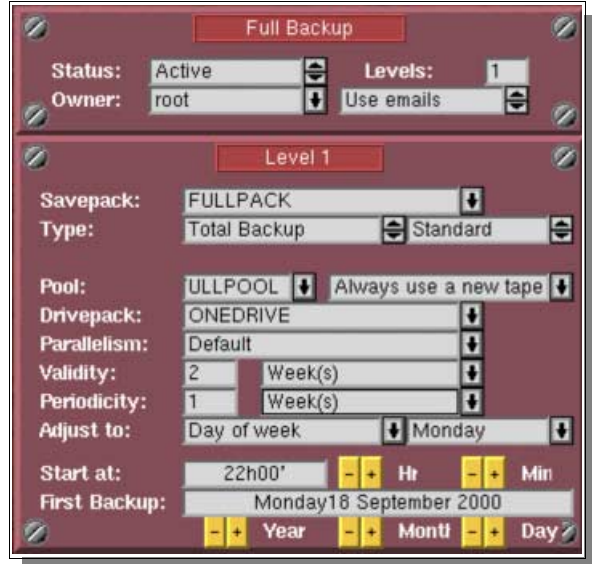 Full Backup
Status: Active Levels: 1
Owner: root Use emails
Level 1
Savepack: FULLPACK
Type: Total Backup Standard
Pool: ULLPOOL Always use a new tape
Drivepack: ONEDRIVE
Parallelism: Default
Validity: 2 Week(s)
Periodicity: 1 Week(s)
Adjust to: Day of week Monday
Start at: 22h00' - + Hr - + Min
First Backup: Monday18 September 2000
- + Year - + Montl - + Day